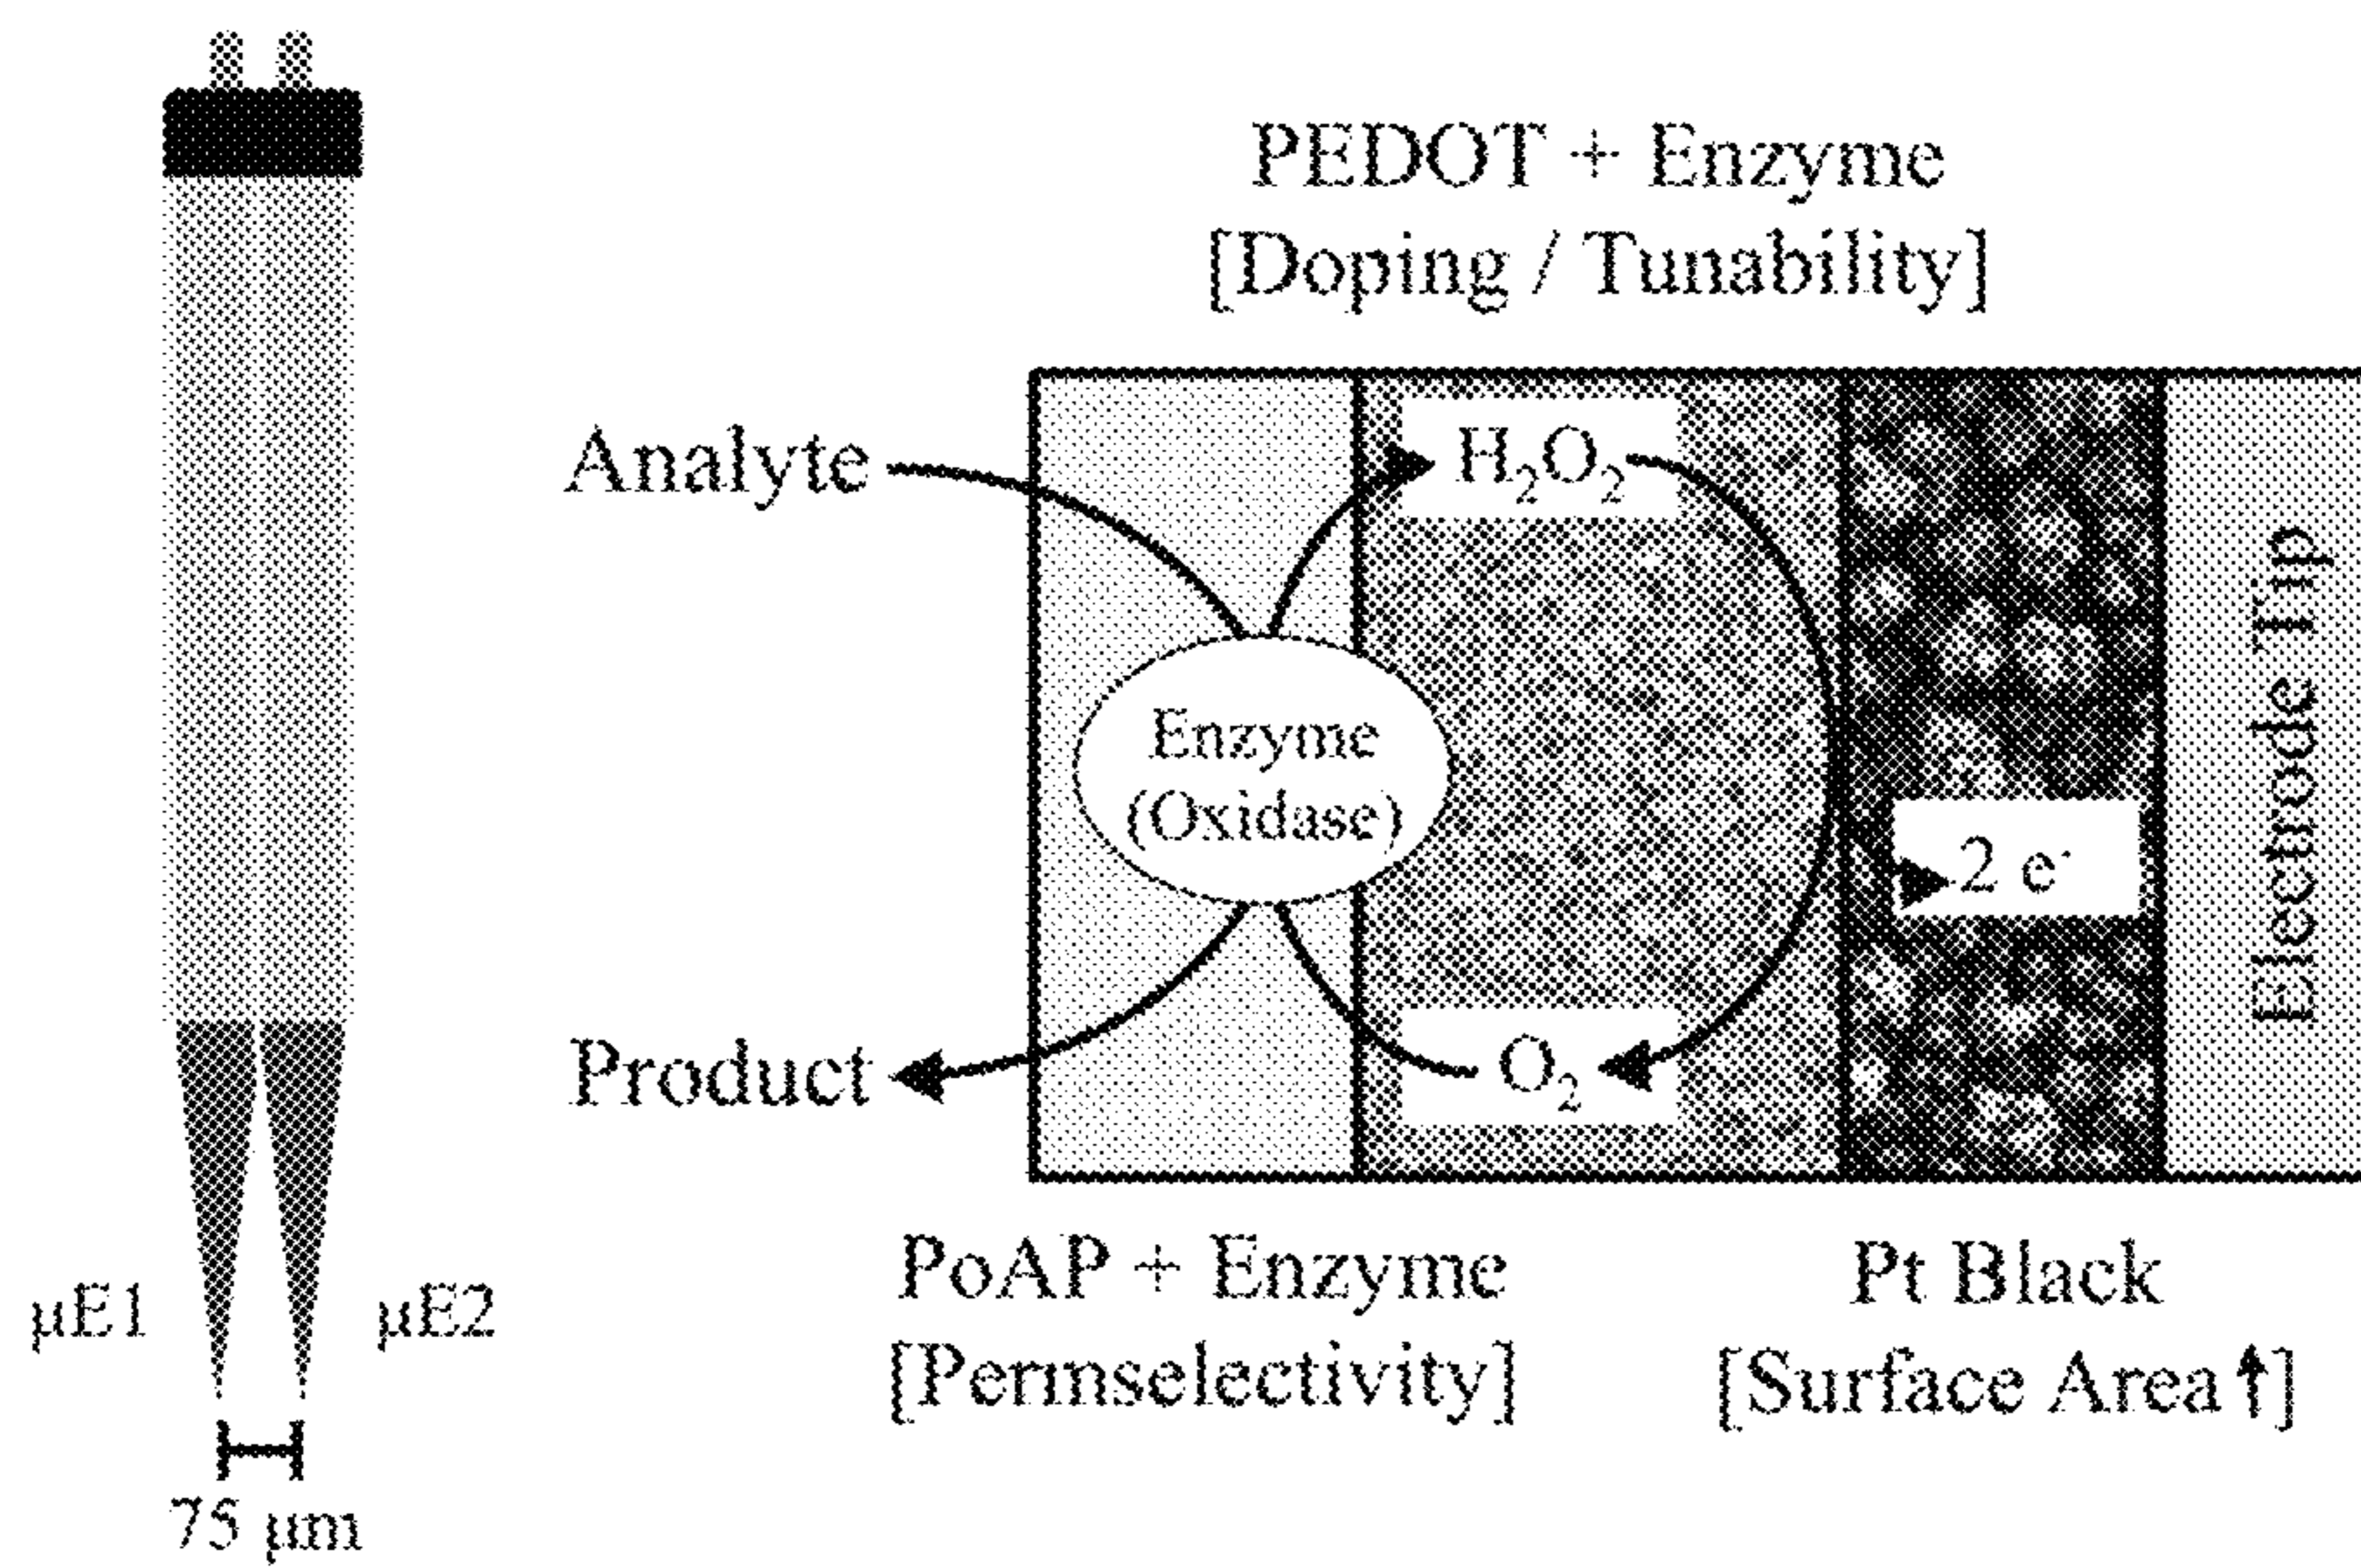 PEDOT + Enzyme
[Doping / Tunability]
Analyte
H₂O₂
Enzyme
(Oxidase)
2 e⁻
Electrode Tip
Product
O₂
PoAP + Enzyme
[Permselectivity]
Pt Black
[Surface Area ↑]
µE1
µE2
75 µm